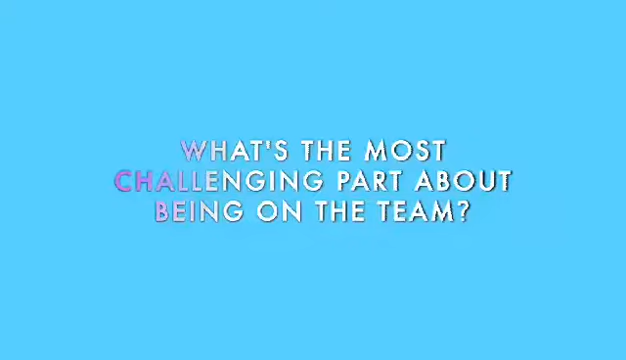 WHAT'S THE MOST
CHALLENGING PART ABOUT
BEING ON THE TEAM?